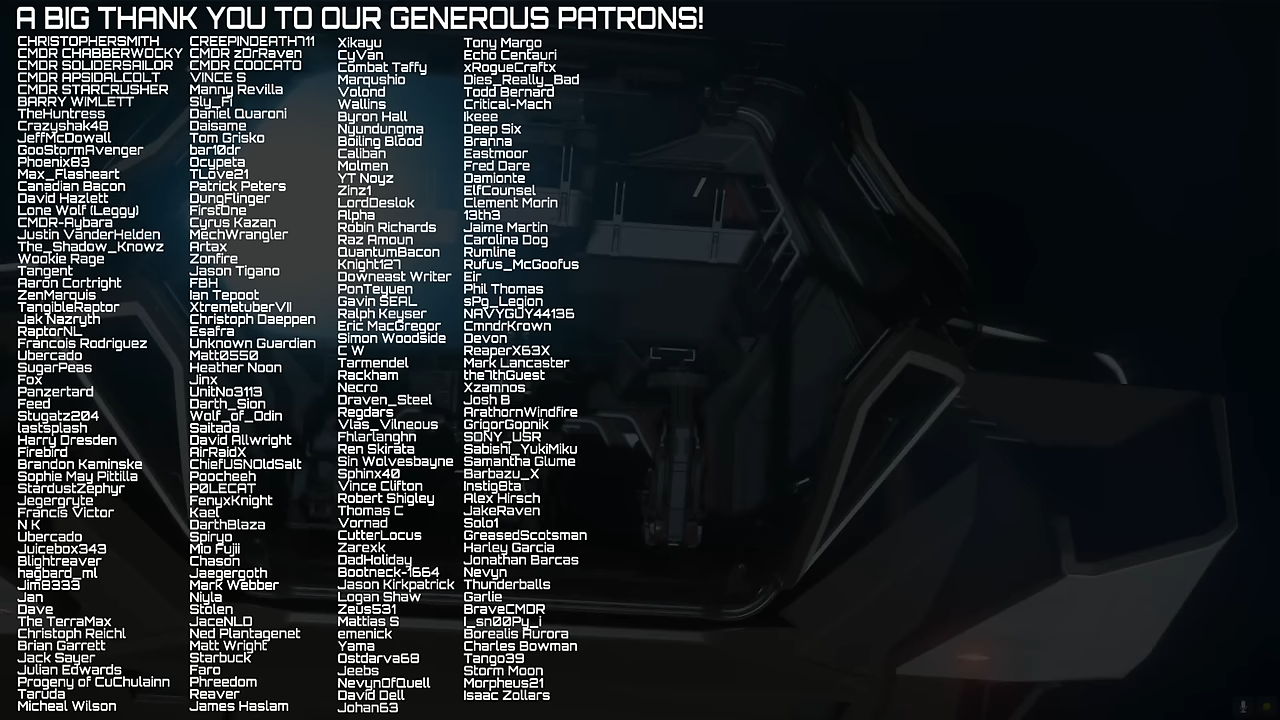 A BIG THANK YOU TO OUR GENEROUS PATRONS!
CHRISTOPHERSMITH
CMDR CHABBERWOCKY
CMDR SOLIDERSAILOR
CMDR APSIDALCOLT
CMDR STARCRUSHER
BARRY WIMLETT
TheHuntress
Crazyshak48
JeffMcDowall
GooStormAvenger
Phoenix83
Max_Flasheart
Canadian Bacon
David Hazlett
Lone Wolf (Leggy)
CMDR-Aybara
Justin VanderHelden
The_Shadow_Knowz
Wookie Rage
Tangent
Aaron Cortright
ZenMarquis
TangibleRaptor
Jak Nazryth
RaptorNL
Francois Rodriguez
Ubercado
SugarPeas
Fox
Panzertard
Feed
Stugatz204
lastsplash
Harry Dresden
Firebird
Brandon Kaminske
Sophie May Pittilla
StardustZephyr
Jegergryte
Francis Victor
N K
Ubercado
Juicebox343
Blightreaver
hagbard_ml
Jim8333
Jan
Dave
The TerraMax
Christoph Reichl
Brian Garrett
Jack Sayer
Julian Edwards
Progeny of CuChulainn
Taruda
Micheal Wilson
CREEPINDEATH711
CMDR zDrRaven
CMDR COOCATO
VINCE S
Manny Revilla
Sly_Fi
Daniel Quaroni
Daisame
Tom Grisko
bar10dr
Ocypeta
TLove21
Patrick Peters
DungFlinger
FirstOne
Cyrus Kazan
MechWrangler
Artax
Zonfire
Jason Tigano
FBH
Ian Tepoot
XtremetuberVII
Christoph Daeppen
Esafra
Unknown Guardian
Matt0550
Heather Noon
Jinx
UnitNo3113
Darth_Sion
Wolf_of_Odin
Saitada
David Allwright
AirRaidX
ChiefUSNOldSalt
Poocheeh
P0LECAT
FenyxKnight
Kael
DarthBlaza
Spiryo
Mio Fujii
Chason
Jaegergoth
Mark Webber
Niyla
Stolen
JaceNLD
Ned Plantagenet
Matt Wright
Starbuck
Faro
Phreedom
Reaver
James Haslam
Xikayu
CyVan
Combat Taffy
Marqushio
Volond
Wallins
Byron Hall
Nyundungma
Boiling Blood
Caliban
Molmen
YT Noyz
Zinz1
LordDeslok
Alpha
Robin Richards
Raz Amoun
QuantumBacon
Knight127
Downeast Writer
PonTeyuen
Gavin SEAL
Ralph Keyser
Eric MacGregor
Simon Woodside
C W
Tarmendel
Rackham
Necro
Draven_Steel
Regdars
Vlas_Vilneous
Fhlarlanghn
Ren Skirata
Sin Wolvesbayne
Sphinx40
Vince Clifton
Robert Shigley
Thomas C
Vornad
CutterLocus
Zarexk
DadHoliday
Bootneck-1664
Jason Kirkpatrick
Logan Shaw
Zeus531
Mattias S
emenick
Yama
Ostdarva68
Jeebs
NevynOfQuell
David Dell
Johan63
Tony Margo
Echo Centauri
xRogueCraftx
Dies_Really_Bad
Todd Bernard
Critical-Mach
Ikeee
Deep Six
Branna
Eastmoor
Fred Dare
Damionte
ElfCounsel
Clement Morin
13th3
Jaime Martin
Carolina Dog
Rumline
Rufus_McGoofus
Eir
Phil Thomas
sPg_Legion
NAVYGUY44136
CmndrKrown
Devon
ReaperX63X
Mark Lancaster
the7thGuest
Xzamnos
Josh B
ArathornWindfire
GrigorGopnik
SONY_USR
Sabishi_YukiMiku
Samantha Glume
Barbazu_X
Instig8ta
Alex Hirsch
JakeRaven
Solo1
GreasedScotsman
Harley Garcia
Jonathan Barcas
Nevyn
Thunderballs
Garlie
BraveCMDR
I_sn00Py_i
Borealis Aurora
Charles Bowman
Tango39
Storm Moon
Morpheus21
Isaac Zollars